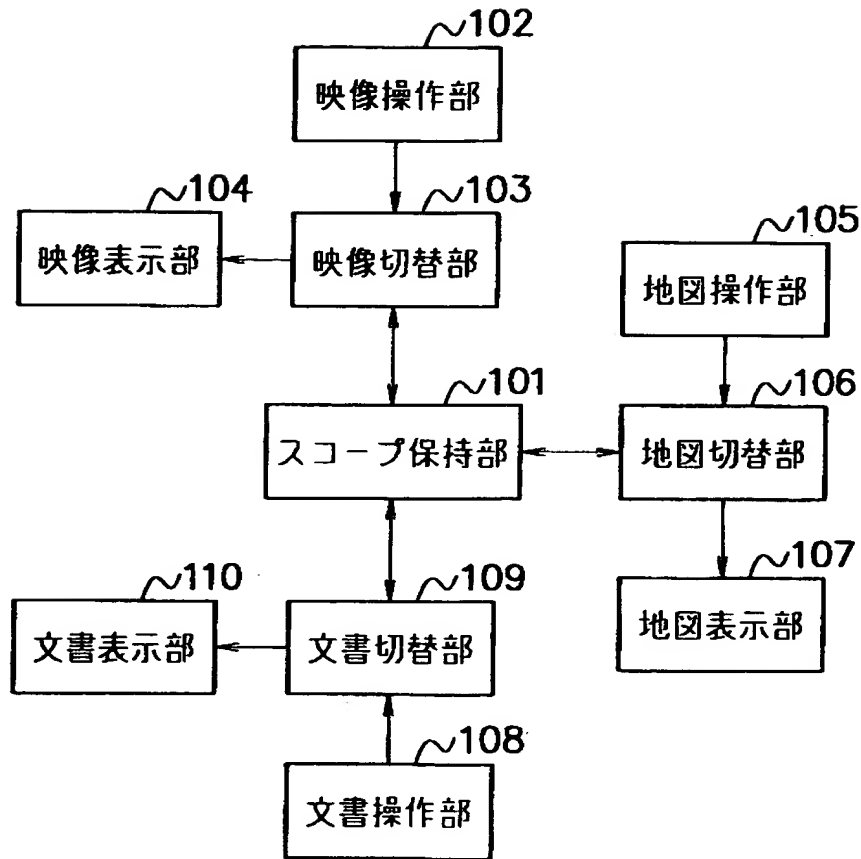 102
映像操作部
104
映像表示部
103
映像切替部
105
地図操作部
101
スコープ保持部
106
地図切替部
110
文書表示部
109
文書切替部
107
地図表示部
108
文書操作部